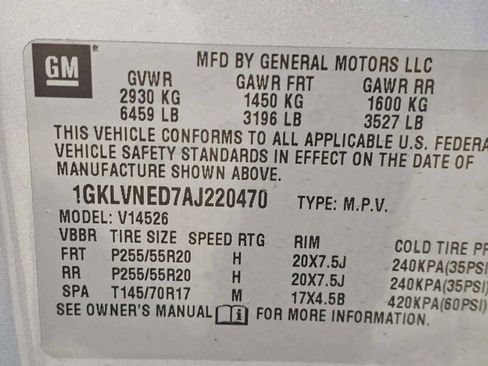 GM
MFD BY GENERAL MOTORS LLC
GVWR GAWR FRT GAWR RR
2930 KG 1450 KG 1600 KG
6459 LB 3196 LB 3527 LB
THIS VEHICLE CONFORMS TO ALL APPLICABLE U.S. FEDERA
VEHICLE SAFETY STANDARDS IN EFFECT ON THE DATE OF
MANUFACTURE SHOWN ABOVE.
1GKLVNED7AJ220470 TYPE: M.P.V.
MODEL: V14526
VBBR TIRE SIZE SPEED RTG RIM COLD TIRE P
FRT P255/55R20 H 20X7.5J 240KPA(35PSI)
RR P255/55R20 H 20X7.5J 240KPA(35PSI)
SPA T145/70R17 M 17X4.5B 420KPA(60PSI)
SEE OWNER'S MANUAL FOR MORE INFORMATION.